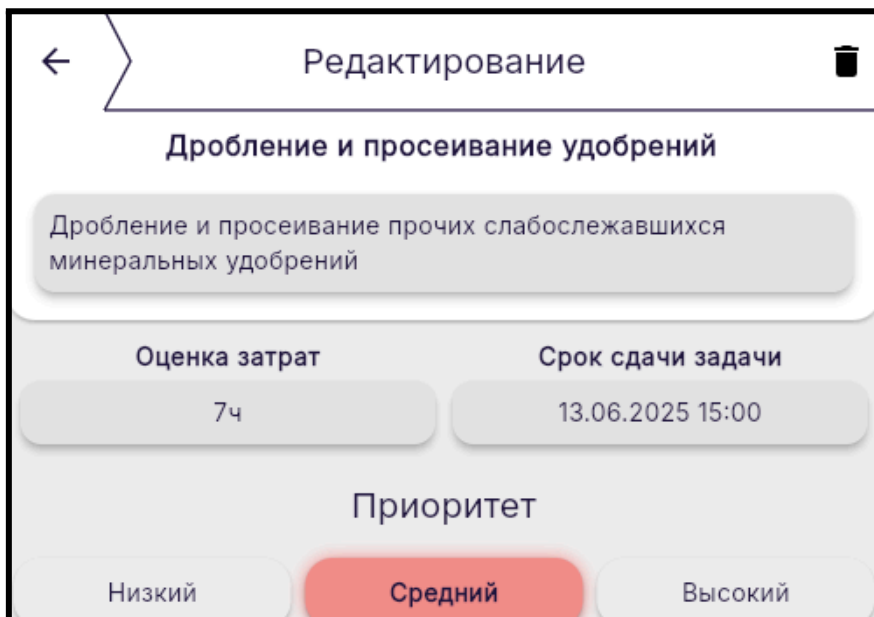 Редактирование
Дробление и просеивание удобрений
Дробление и просеивание прочих слабослежавшихся
минеральных удобрений
Оценка затрат
Срок сдачи задачи
7ч
13.06.2025 15:00
Приоритет
Низкий
Средний
Высокий